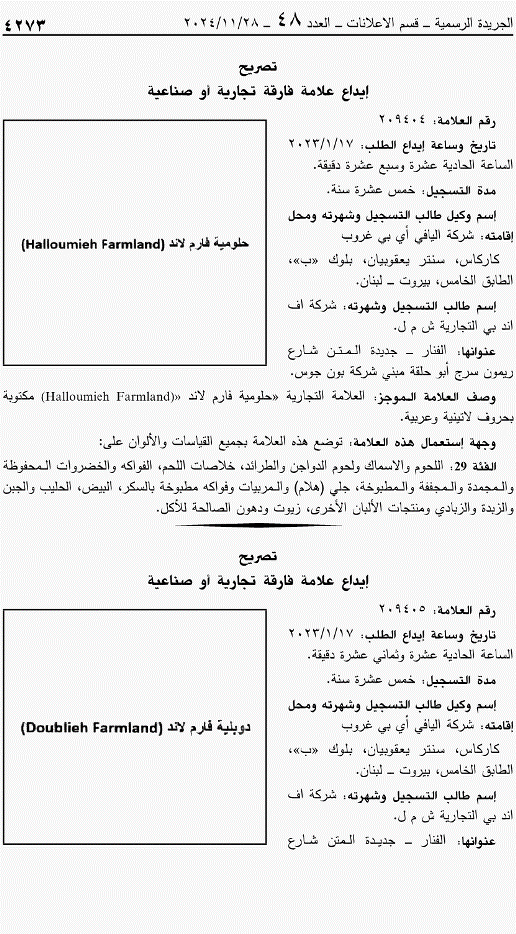 الجريدة الرسمية ـ قسم الاعلانات ـ العدد ٤٨ ـ ٢٠٢٤/١١/٢٨
٤٢٧٣
تصريح
إيداع علامة فارقة تجارية أو صناعية
رقم العلامة: ٢٠٩٤٠٤
تاريخ وساعة إيداع الطلب: ٢٠٢٣/١/١٧
الساعة الحادية عشرة وسبع عشرة دقيقة.
مدة التسجيل: خمس عشرة سنة.
إسم وكيل طالب التسجيل وشهرته ومحل
إقامته: شركة اليافي أي بي غروب
كاركاس، سنتر يعقوبيان، بلوك «ب»،
الطابق الخامس، بيروت ـ لبنان.
إسم طالب التسجيل وشهرته: شركة اف
اند بي التجارية ش م ل.
عنوانها: الفنار ـ جديدة المتن شارع
ريمون سرج أبو حلقة مبني شركة بون جوس.
حلومية فارم لاند (Halloumieh Farmland)
وصف العلامة الموجز: العلامة التجارية «حلومية فارم لاند «(Halloumieh Farmland) مكتوبة
بحروف لاتينية وعربية.
وجهة إستعمال هذه العلامة: توضع هذه العلامة بجميع القياسات والألوان على:
الفئة 29: اللحوم والاسماك ولحوم الدواجن والطرائد، خلاصات اللحم، الفواكه والخضروات المحفوظة
والمجمدة والمجففة والمطبوخة، جلي (هلام) والمربيات وفواكه مطبوخة بالسكر، البيض، الحليب والجبن
والزبدة والزبادي ومنتجات الألبان الأخرى، زيوت ودهون الصالحة للأكل.
تصريح
إيداع علامة فارقة تجارية أو صناعية
رقم العلامة: ٢٠٩٤٠٥
تاريخ وساعة إيداع الطلب: ٢٠٢٣/١/١٧
الساعة الحادية عشرة وثماني عشرة دقيقة.
مدة التسجيل: خمس عشرة سنة.
إسم وكيل طالب التسجيل وشهرته ومحل
إقامته: شركة اليافي أي بي غروب
كاركاس، سنتر يعقوبيان، بلوك «ب»،
الطابق الخامس، بيروت ـ لبنان.
إسم طالب التسجيل وشهرته: شركة اف
اند بي التجارية ش م ل.
عنوانها: الفنار ـ جديدة المتن شارع
دوبلية فارم لاند (Doublieh Farmland)